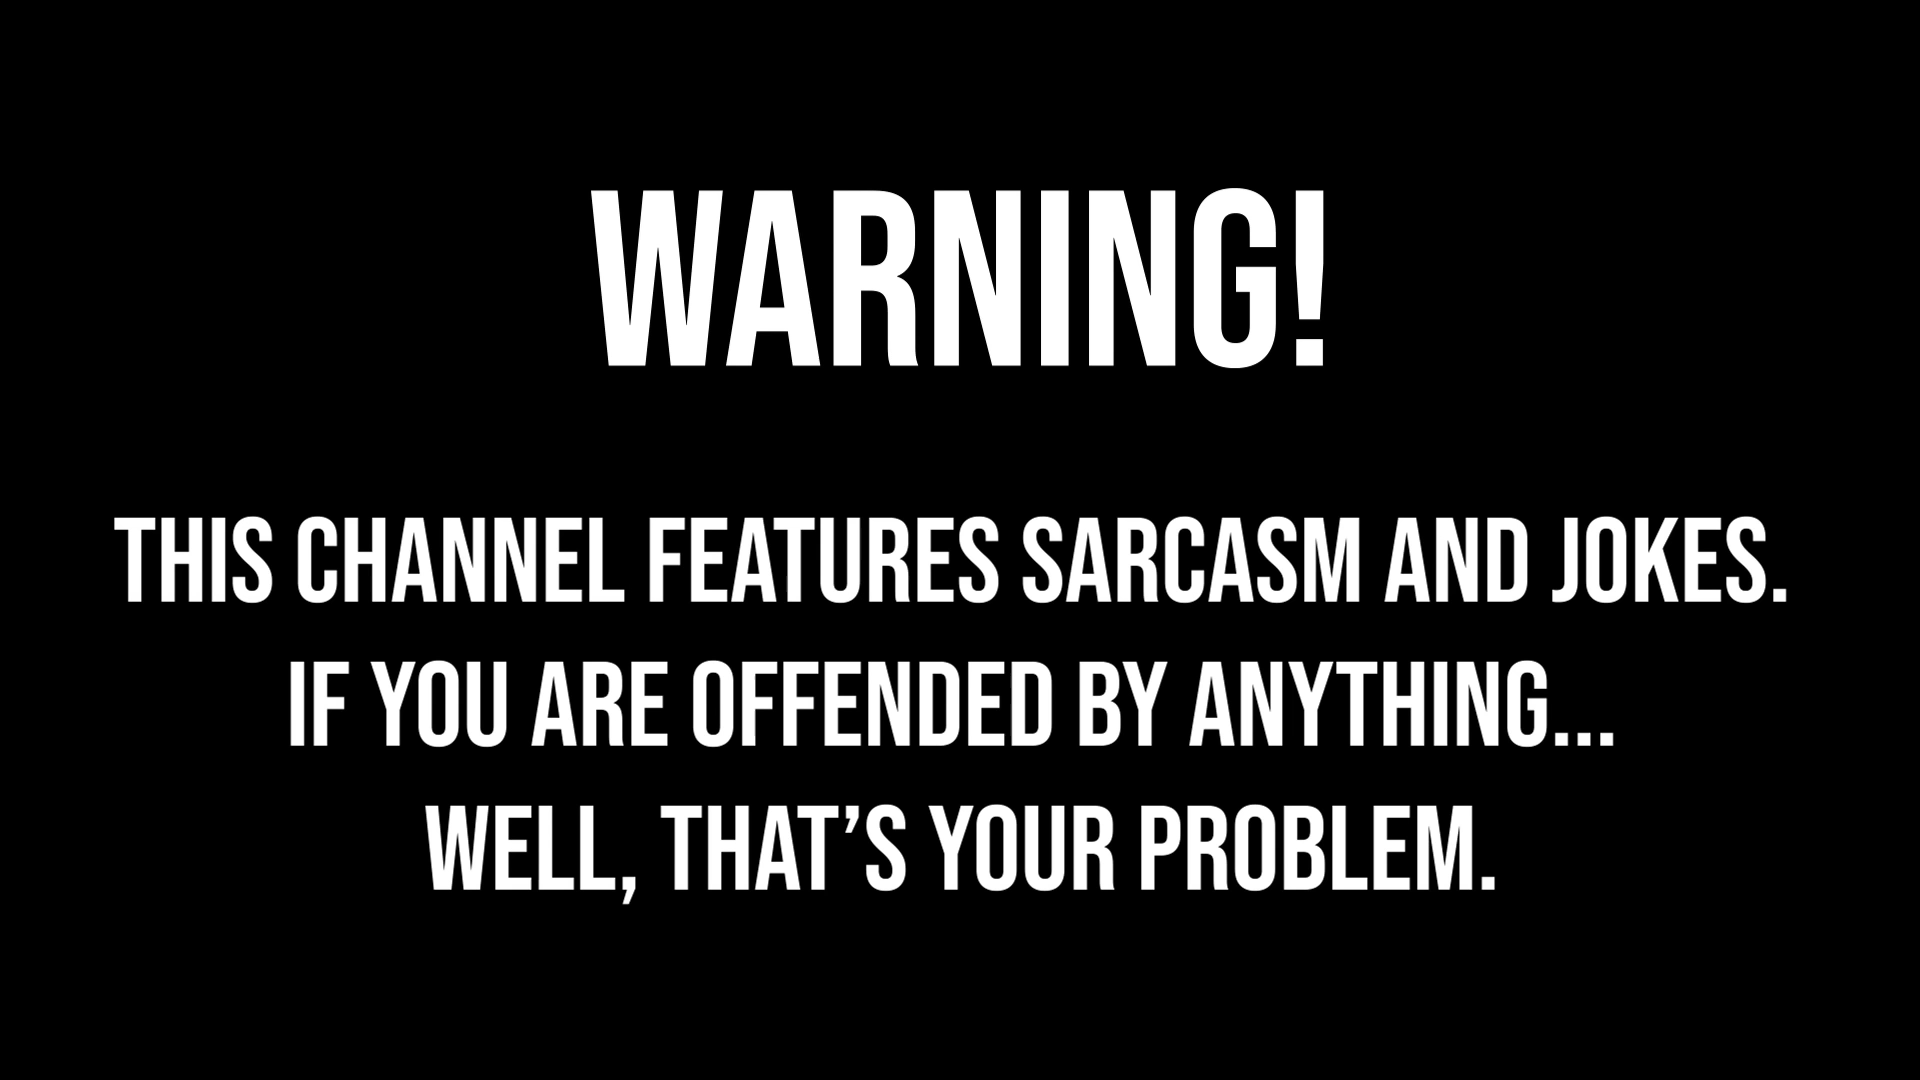 WARNING!
THIS CHANNEL FEATURES SARCASM AND JOKES.
IF YOU ARE OFFENDED BY ANYTHING...
WELL, THAT’S YOUR PROBLEM.